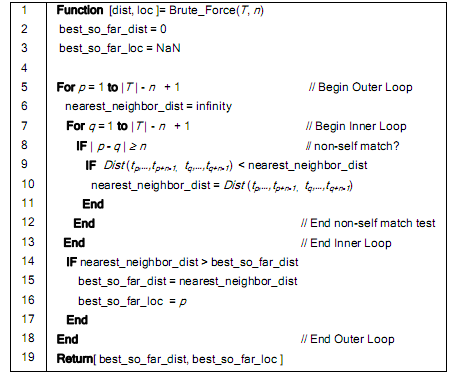 1 Function [dist, loc ]= Brute_Force(T, n)
2 best_so_far_dist = 0
3 best_so_far_loc = NaN
4
5 For p = 1 to |T| - n + 1 // Begin Outer Loop
6 nearest_neighbor_dist = infinity
7 For q = 1 to |T| - n + 1 // Begin Inner Loop
8 IF | p - q | ≥ n // non-self match?
9 IF Dist (tp,...,tp+n-1, tq,...,tq+n-1) < nearest_neighbor_dist
10 nearest_neighbor_dist = Dist (tp,...,tp+n-1, tq,...,tq+n-1)
11 End
12 End // End non-self match test
13 End // End Inner Loop
14 IF nearest_neighbor_dist > best_so_far_dist
15 best_so_far_dist = nearest_neighbor_dist
16 best_so_far_loc = p
17 End
18 End // End Outer Loop
19 Return[ best_so_far_dist, best_so_far_loc ]